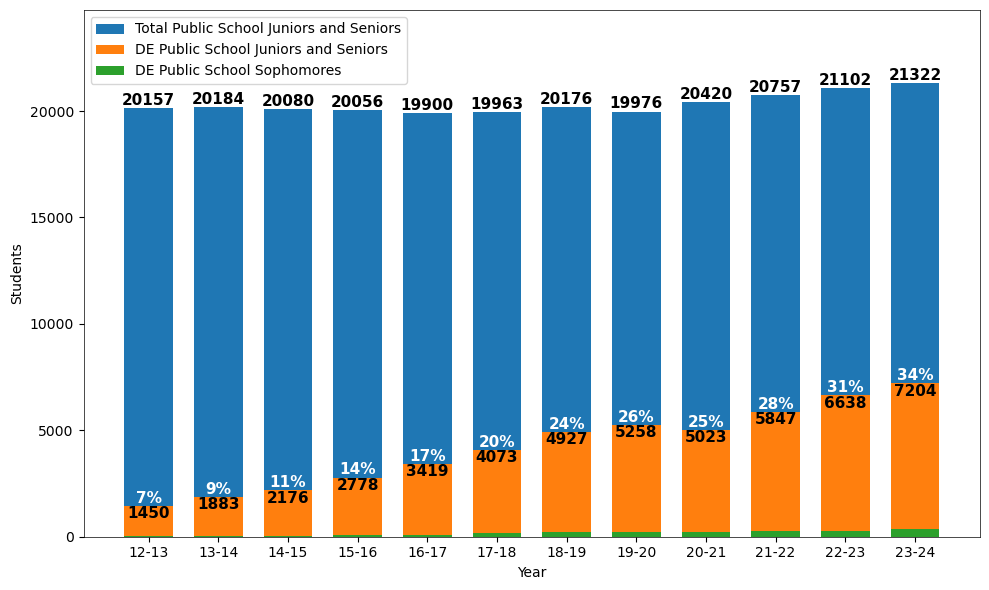 Total Public School Juniors and Seniors
DE Public School Juniors and Seniors
DE Public School Sophomores
20157 20184 20080 20056 19900 19963 20176 19976 20420 20757 21102 21322
20000
15000
10000
5000
0
Students
7% 9% 11% 14% 17% 20% 24% 26% 25% 28% 31% 34%
1450 1883 2176 2778 3419 4073 4927 5258 5023 5847 6638 7204
12-13 13-14 14-15 15-16 16-17 17-18 18-19 19-20 20-21 21-22 22-23 23-24
Year